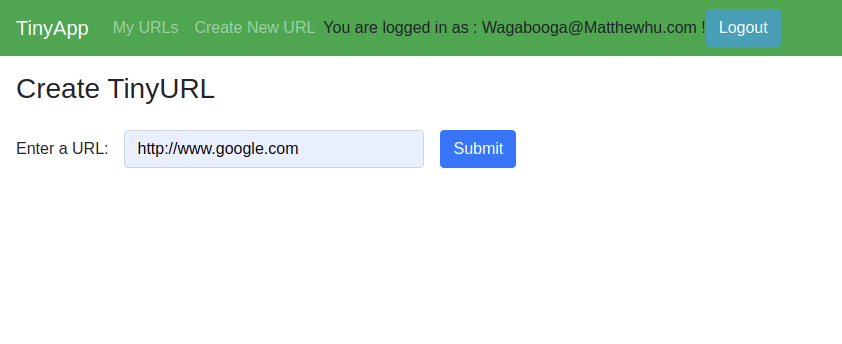 TinyApp My URLs Create New URL You are logged in as : Wagabooga@Matthewhu.com ! Logout
Create TinyURL
Enter a URL: http://www.google.com Submit